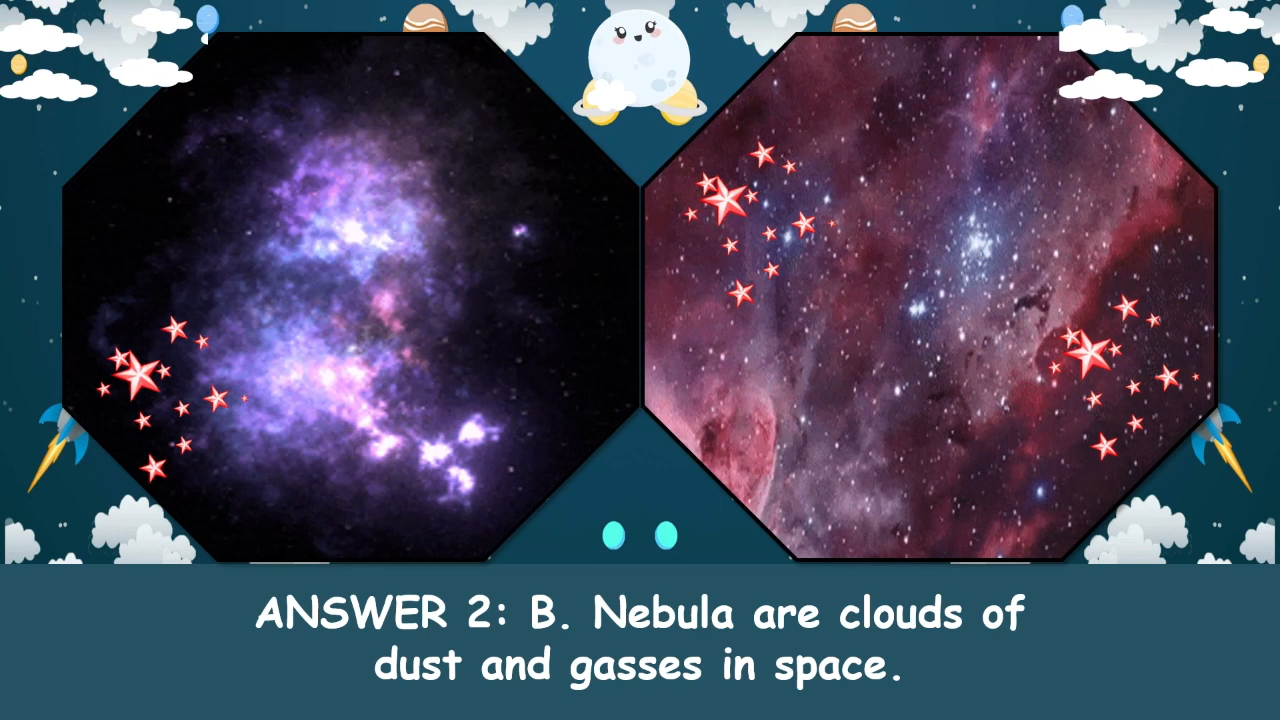 ANSWER 2: B. Nebula are clouds of
dust and gasses in space.